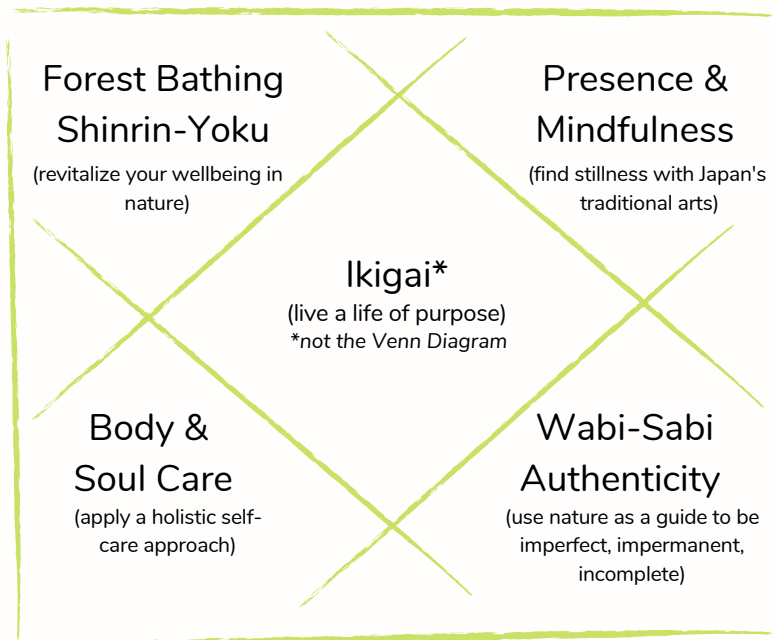 Forest Bathing
Shinrin-Yoku
(revitalize your wellbeing in
nature)
Presence &
Mindfulness
(find stillness with Japan's
traditional arts)
Ikigai*
(live a life of purpose)
*not the Venn Diagram
Body &
Soul Care
(apply a holistic self-
care approach)
Wabi-Sabi
Authenticity
(use nature as a guide to be
imperfect, impermanent,
incomplete)